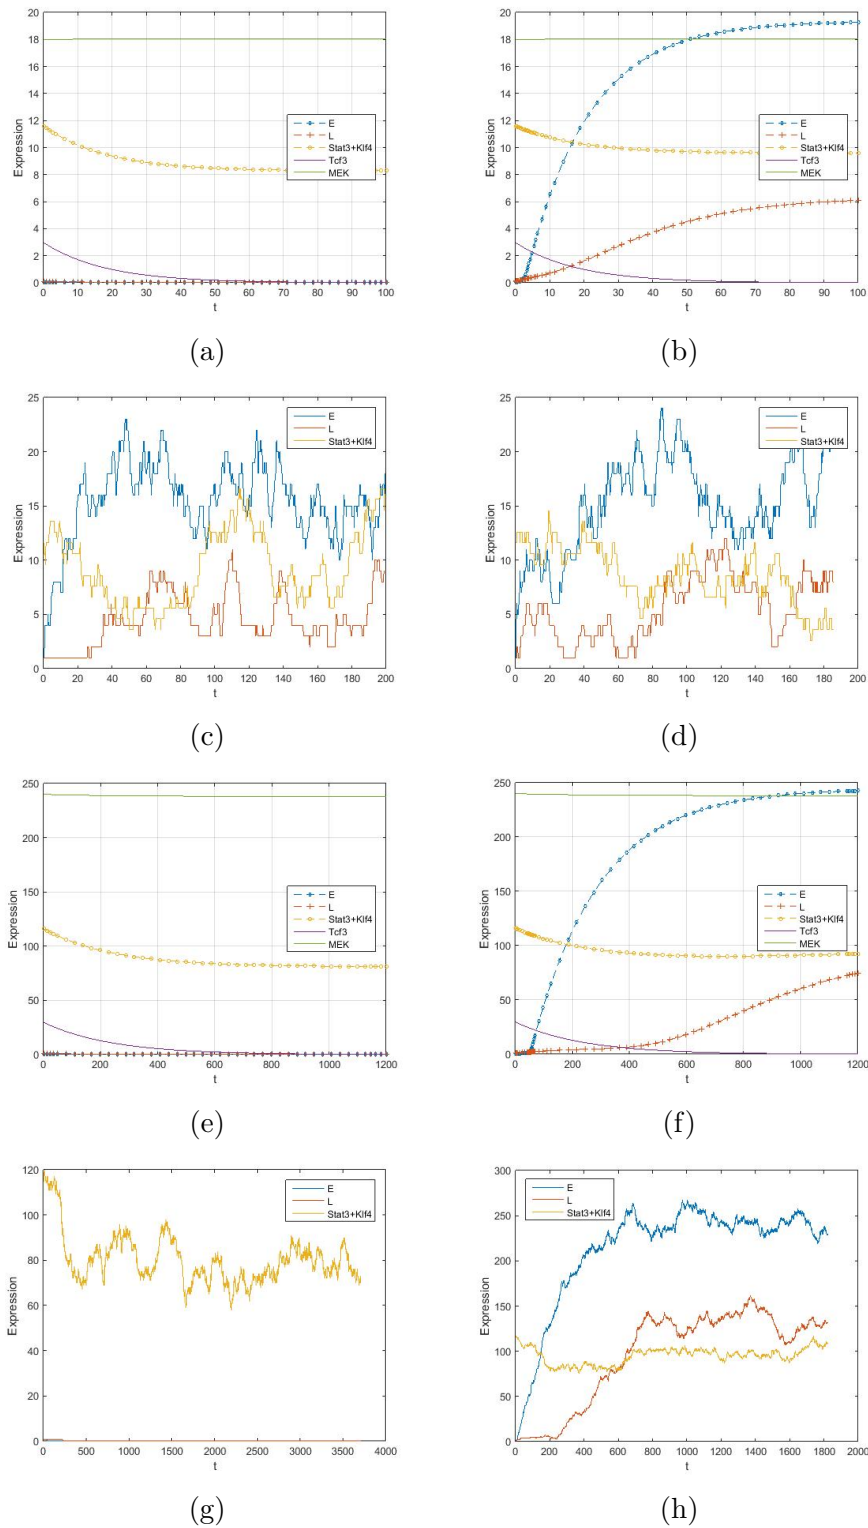 20
18
16
14
12
10
8
6
4
2
0
Expression
0 10 20 30 40 50 60 70 80 90 100
t
E
L
Stat3+Klf4
Tcf3
MEK
(a)
20
18
16
14
12
10
8
6
4
2
0
Expression
0 10 20 30 40 50 60 70 80 90 100
t
E
L
Stat3+Klf4
Tcf3
MEK
(b)
25
20
15
10
5
0
Expression
0 20 40 60 80 100 120 140 160 180 200
t
E
L
Stat3+Klf4
(c)
25
20
15
10
5
0
Expression
0 20 40 60 80 100 120 140 160 180 200
t
E
L
Stat3+Klf4
(d)
250
200
150
100
50
0
Expression
0 200 400 600 800 1000 1200
t
E
L
Stat3+Klf4
Tcf3
MEK
(e)
250
200
150
100
50
0
Expression
0 200 400 600 800 1000 1200
t
E
L
Stat3+Klf4
Tcf3
MEK
(f)
120
100
80
60
40
20
0
Expression
0 500 1000 1500 2000 2500 3000 3500 4000
t
E
L
Stat3+Klf4
(g)
300
250
200
150
100
50
0
Expression
0 200 400 600 800 1000 1200 1400 1600 1800 2000
t
E
L
Stat3+Klf4
(h)